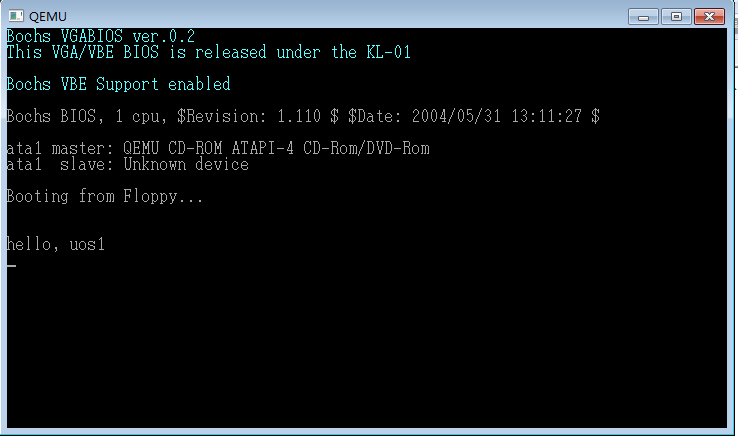 QEMU
Bochs VGABIOS ver.0.2
This VGA/VBE BIOS is released under the KL-01
Bochs VBE Support enabled
Bochs BIOS, 1 cpu, $Revision: 1.110 $ $Date: 2004/05/31 13:11:27 $
ata1 master: QEMU CD-ROM ATAPI-4 CD-Rom/DVD-Rom
ata1  slave: Unknown device
Booting from Floppy...
hello, uos1